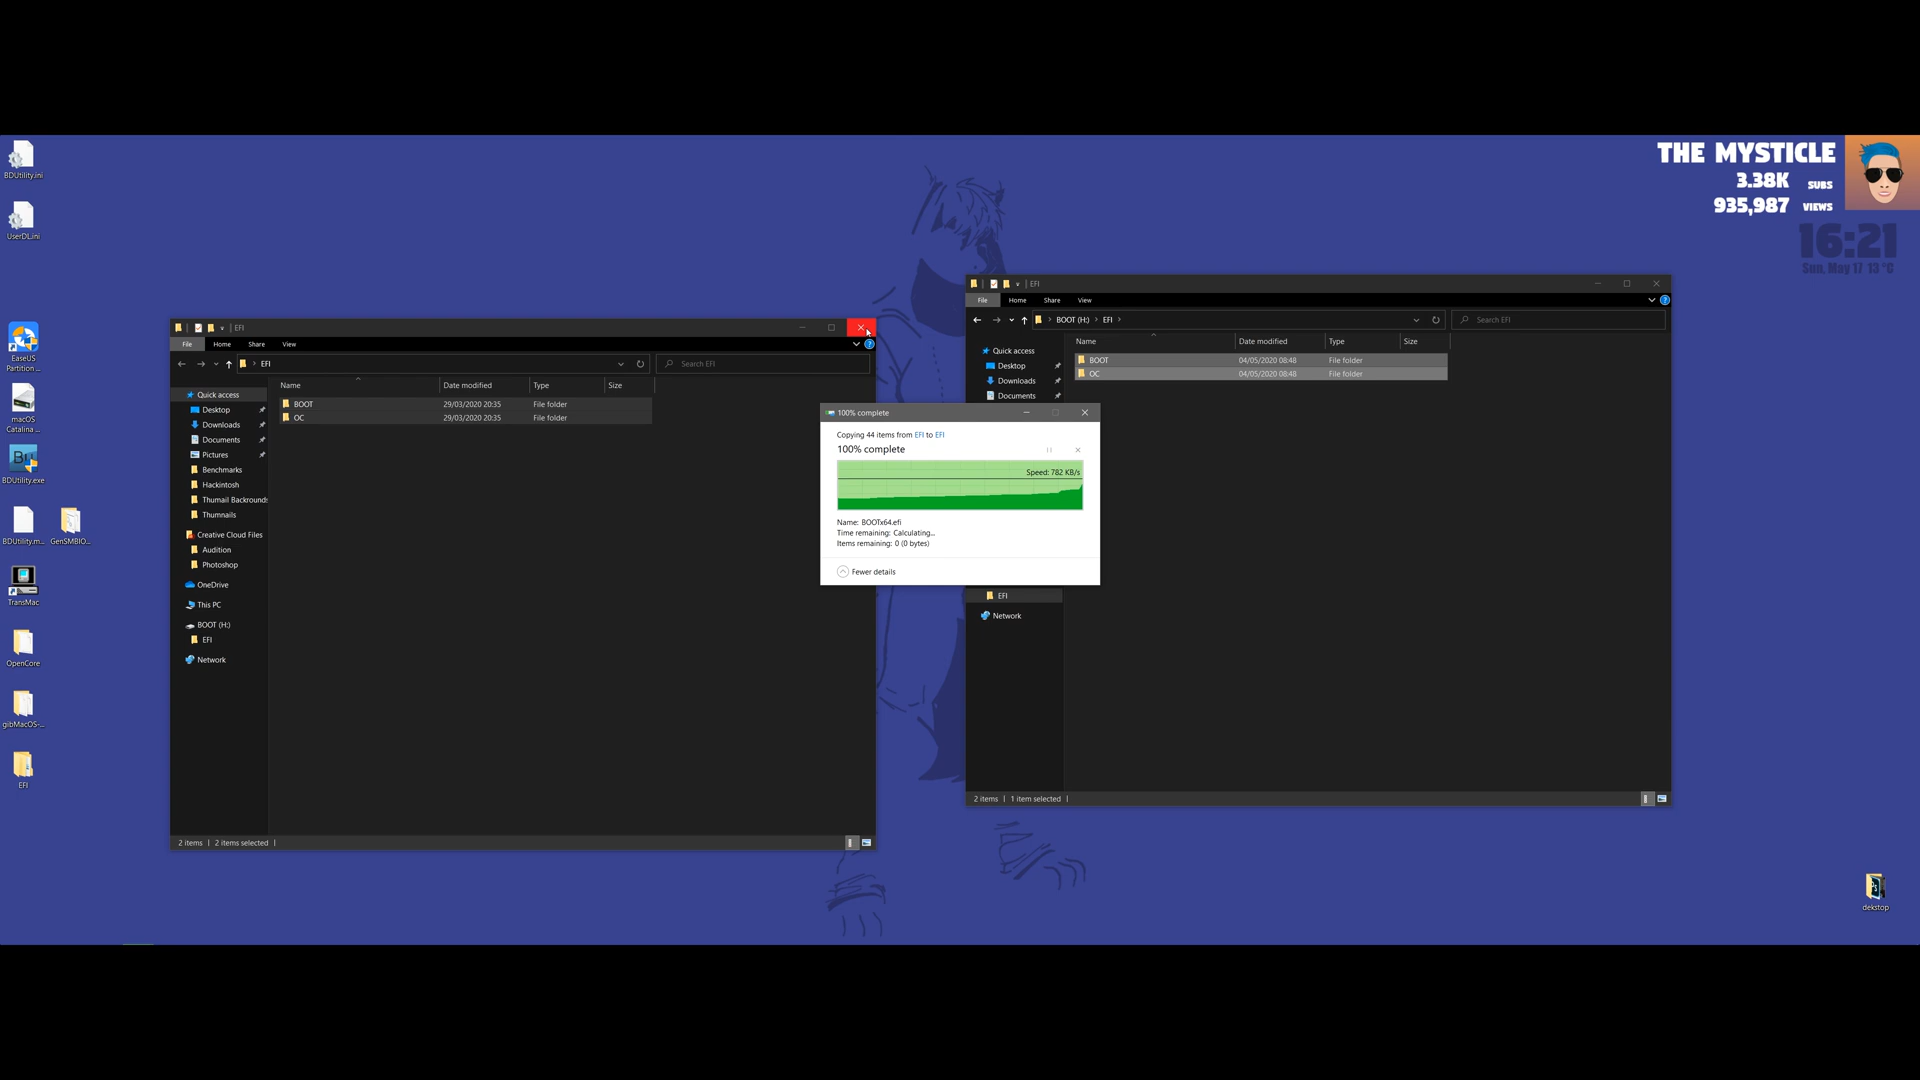 BDUtility.ini
UserDL.ini
EaseUS
Partition ...
macOS
Catalina ...
BDUtility.exe
BDUtility.m...
GenSMBIO...
TransMac
OpenCore
gibMacOS-...
EFI
THE MYSTICLE
3.38K SUBS
935,987 VIEWS
16:21
Sun, May 17 13 °C
EFI
File Home Share View
EFI
Search EFI
Name Date modified Type Size
BOOT 29/03/2020 20:35 File folder
OC 29/03/2020 20:35 File folder
Quick access
Desktop
Downloads
Documents
Pictures
Benchmarks
Hackintosh
Thumail Backrounds
Thumnails
Creative Cloud Files
Audition
Photoshop
OneDrive
This PC
BOOT (H:)
EFI
Network
2 items 2 items selected
100% complete
Copying 44 items from EFI to EFI
100% complete
Speed: 782 KB/s
Name: BOOTx64.efi
Time remaining: Calculating...
Items remaining: 0 (0 bytes)
Fewer details
EFI
File Home Share View
BOOT (H:) > EFI >
Search EFI
Name Date modified Type Size
BOOT 04/05/2020 08:48 File folder
OC 04/05/2020 08:48 File folder
Quick access
Desktop
Downloads
Documents
EFI
Network
2 items 1 item selected
dekstop